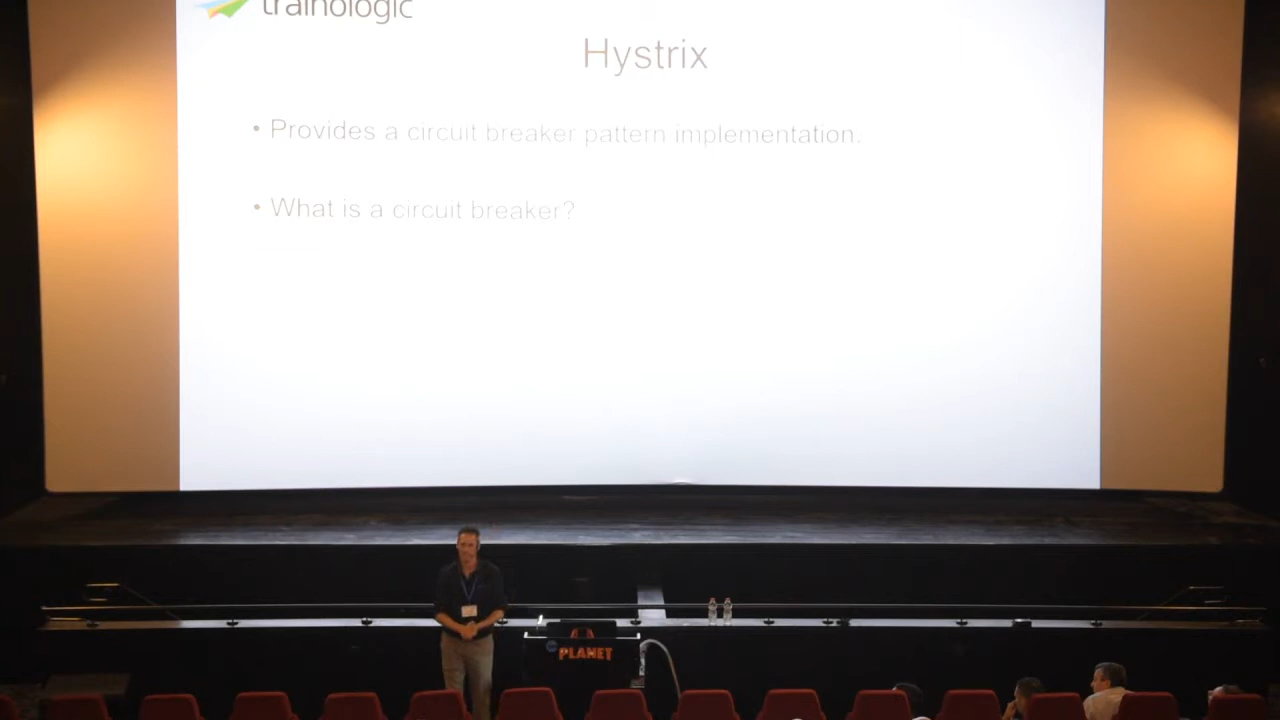 trainologic
Hystrix
• Provides a circuit breaker pattern implementation.
• What is a circuit breaker?
PLANET